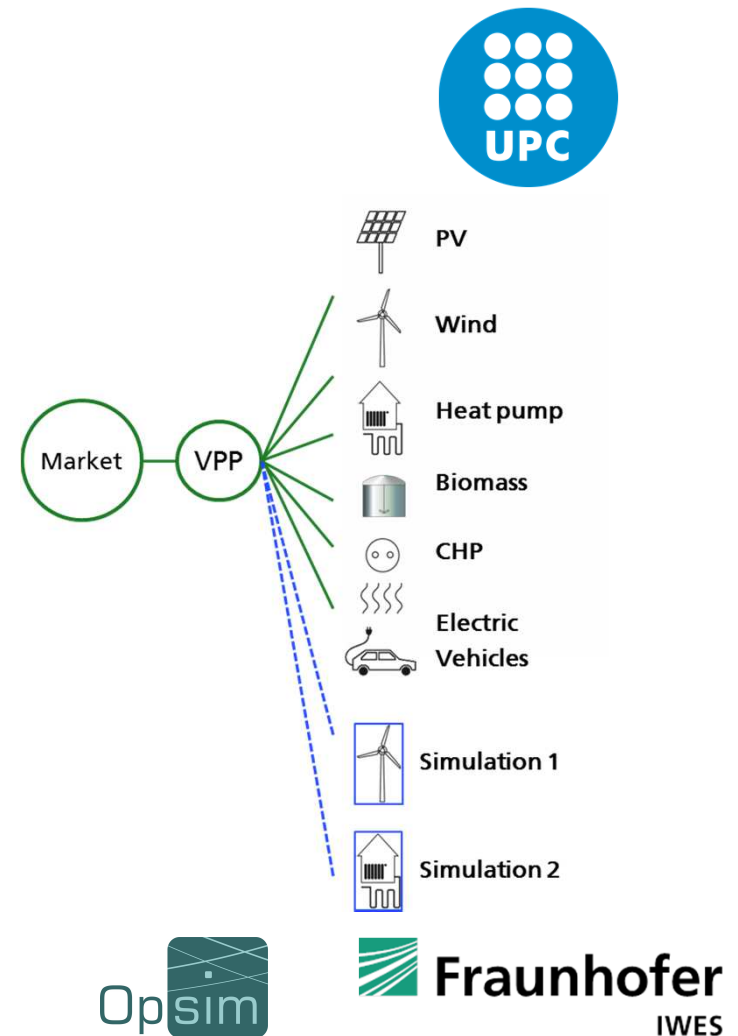 UPC
PV
Wind
Heat pump
Market
VPP
Biomass
CHP
Electric
Vehicles
Simulation 1
Simulation 2
Opsim
Fraunhofer
IWES